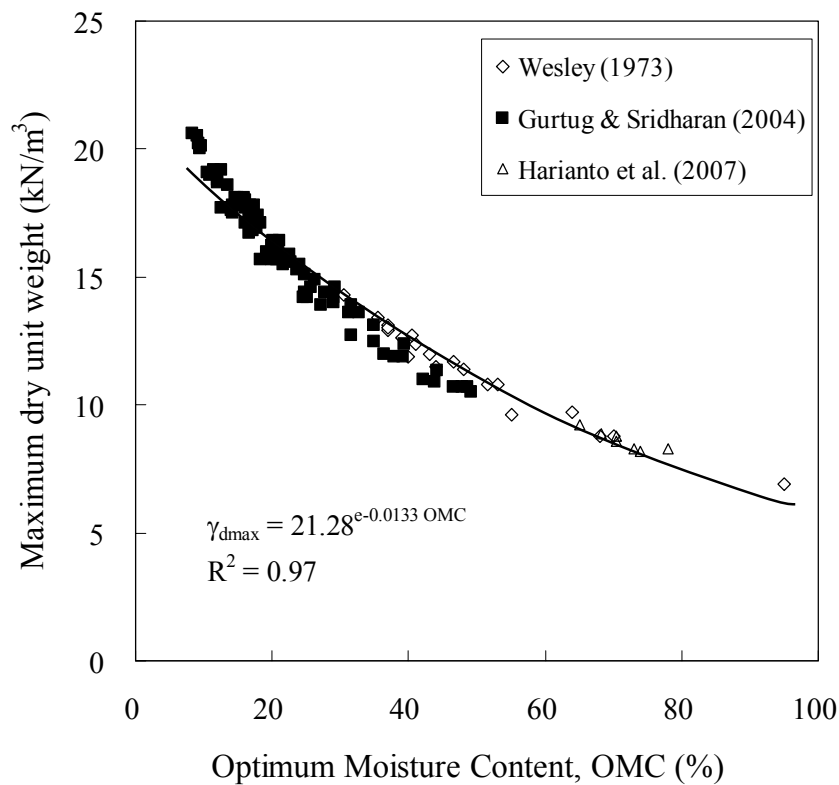 25
20
15
10
5
0
0 20 40 60 80 100
Maximum dry unit weight (kN/m³)
Optimum Moisture Content, OMC (%)
◇ Wesley (1973)
■ Gurtug & Sridharan (2004)
△ Harianto et al. (2007)
γdmax = 21.28e-0.0133 OMC
R² = 0.97